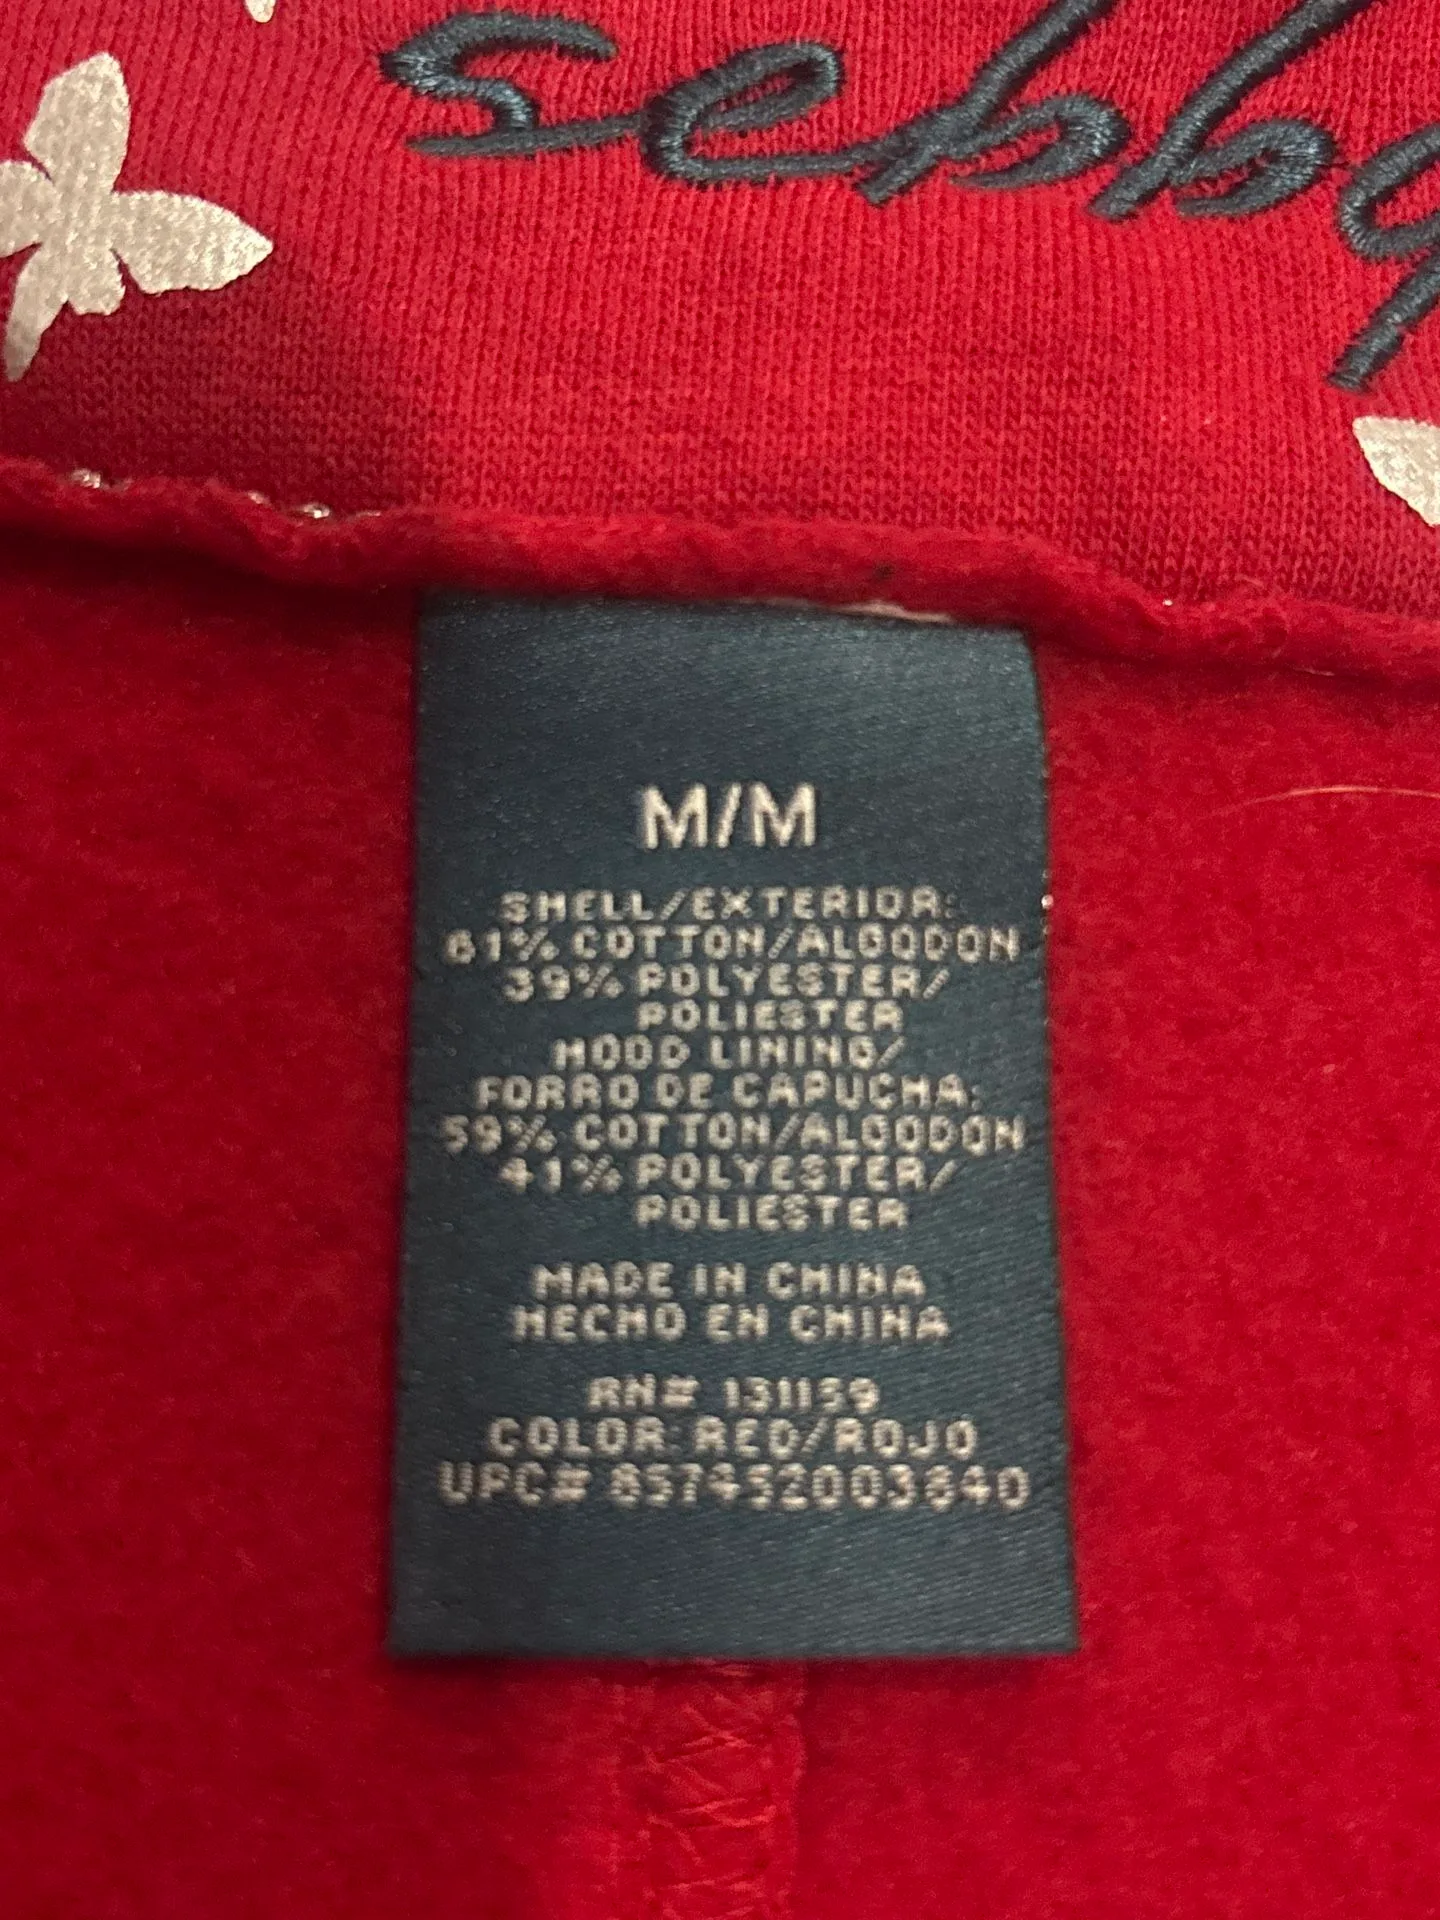 sebby
M/M
SHELL/EXTERIOR:
61% COTTON/ALGODON
39% POLYESTER/
POLIESTER
HOOD LINING/
FORRO DE CAPUCHA:
59% COTTON/ALGODON
41% POLYESTER/
POLIESTER
MADE IN CHINA
HECHO EN CHINA
RN# 131159
COLOR: RED/ROJO
UPC# 857452003840